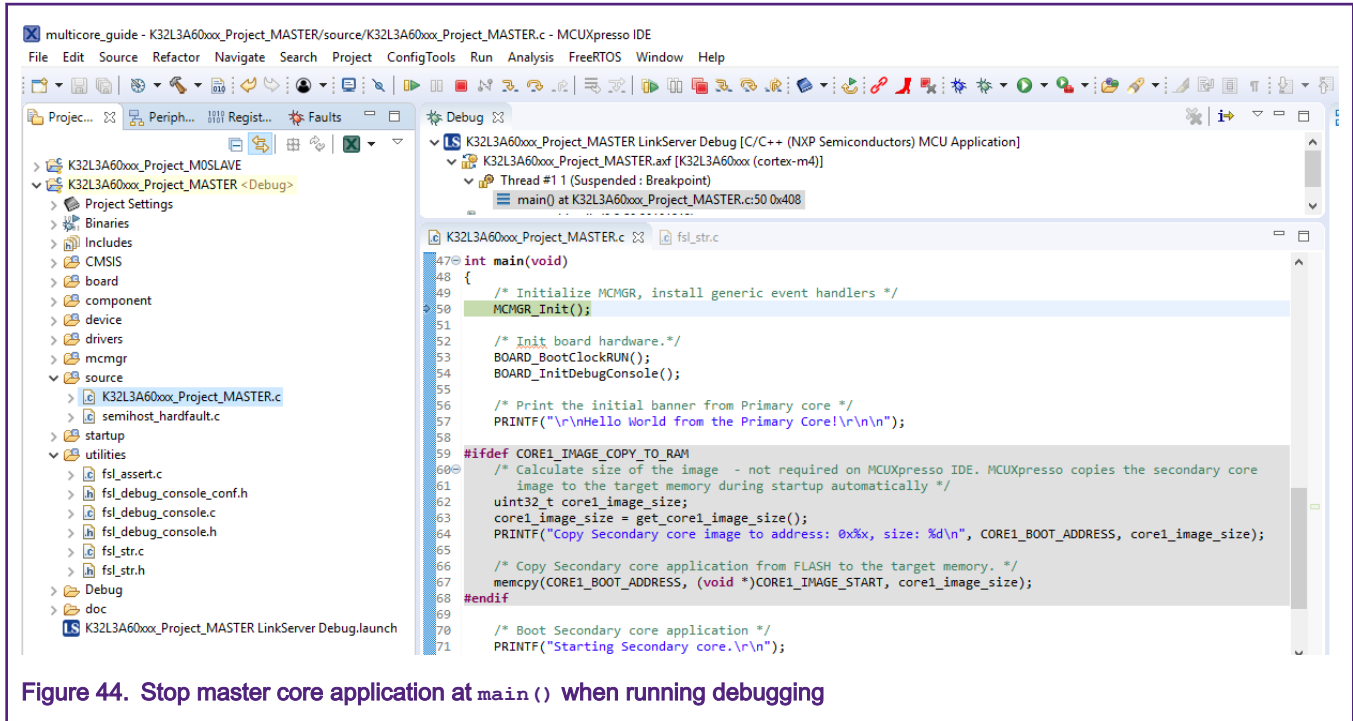 multicore_guide - K32L3A60xxx_Project_MASTER/source/K32L3A60xxx_Project_MASTER.c - MCUXpresso IDE
File Edit Source Refactor Navigate Search Project ConfigTools Run Analysis FreeRTOS Window Help
Projec... Periph... Regist... Faults
Debug
K32L3A60xxx_Project_MASTER LinkServer Debug [C/C++ (NXP Semiconductors) MCU Application]
K32L3A60xxx_Project_MASTER.axf [K32L3A60xxx (cortex-m4)]
Thread #1 1 (Suspended : Breakpoint)
main() at K32L3A60xxx_Project_MASTER.c:50 0x408
K32L3A60xxx_Project_M0SLAVE
K32L3A60xxx_Project_MASTER <Debug>
Project Settings
Binaries
Includes
CMSIS
board
component
device
drivers
mcmgr
source
K32L3A60xxx_Project_MASTER.c
semihost_hardfault.c
startup
utilities
fsl_assert.c
fsl_debug_console_conf.h
fsl_debug_console.c
fsl_debug_console.h
fsl_str.c
fsl_str.h
Debug
doc
LS K32L3A60xxx_Project_MASTER LinkServer Debug.launch
K32L3A60xxx_Project_MASTER.c fsl_str.c
47 int main(void)
48 {
49 /* Initialize MCMGR, install generic event handlers */
50 MCMGR_Init();
51
52 /* Init board hardware.*/
53 BOARD_BootClockRUN();
54 BOARD_InitDebugConsole();
55
56 /* Print the initial banner from Primary core */
57 PRINTF("\r\nHello World from the Primary Core!\r\n\n");
58
59 #ifdef CORE1_IMAGE_COPY_TO_RAM
60 /* Calculate size of the image - not required on MCUXpresso IDE. MCUXpresso copies the secondary core
61 image to the target memory during startup automatically */
62 uint32_t core1_image_size;
63 core1_image_size = get_core1_image_size();
64 PRINTF("Copy Secondary core image to address: 0x%x, size: %d\n", CORE1_BOOT_ADDRESS, core1_image_size);
65
66 /* Copy Secondary core application from FLASH to the target memory. */
67 memcpy(CORE1_BOOT_ADDRESS, (void *)CORE1_IMAGE_START, core1_image_size);
68 #endif
69
70 /* Boot Secondary core application */
71 PRINTF("Starting Secondary core.\r\n");
Figure 44. Stop master core application at main() when running debugging